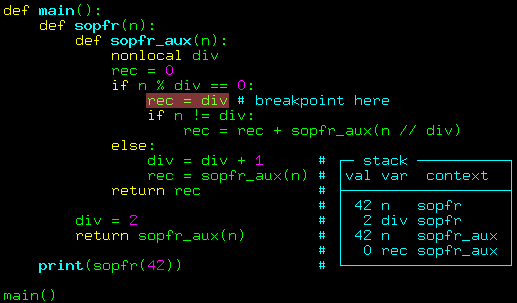 def main():
    def sopfr(n):
        def sopfr_aux(n):
            nonlocal div
            rec = 0
            if n % div == 0:
                rec = div # breakpoint here
                if n != div:
                    rec = rec + sopfr_aux(n // div)
            else:
                div = div + 1      # stack
                rec = sopfr_aux(n) # val var context
            return rec             #
                                   # 42 n sopfr
        div = 2                    # 2 div sopfr
        return sopfr_aux(n)        # 42 n sopfr_aux
                                   # 0 rec sopfr_aux
    print(sopfr(42))               #
main()